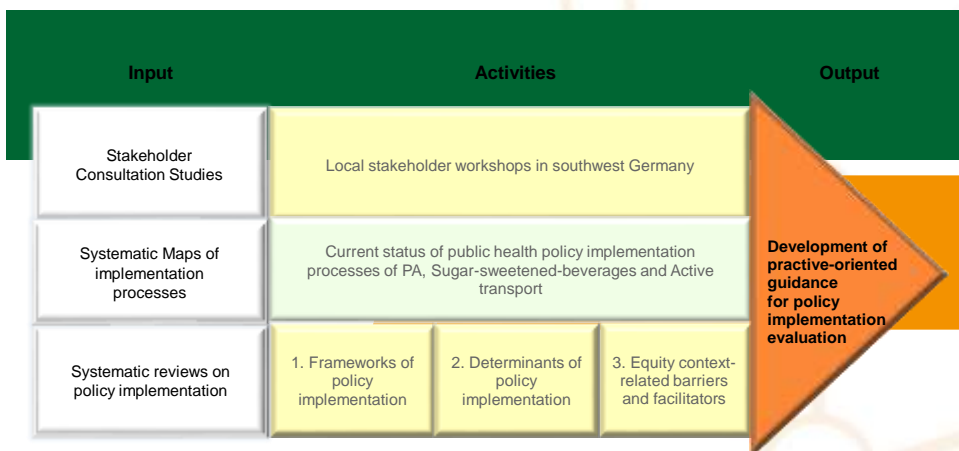 Input
Activities
Output
Stakeholder
Consultation Studies
Local stakeholder workshops in southwest Germany
Systematic Maps of
implementation
processes
Current status of public health policy implementation
processes of PA, Sugar-sweetened-beverages and Active
transport
Systematic reviews on
policy implementation
1. Frameworks of
policy
implementation
2. Determinants of
policy
implementation
3. Equity context-
related barriers
and facilitators
Development of
practive-oriented
guidance
for policy
implementation
evaluation